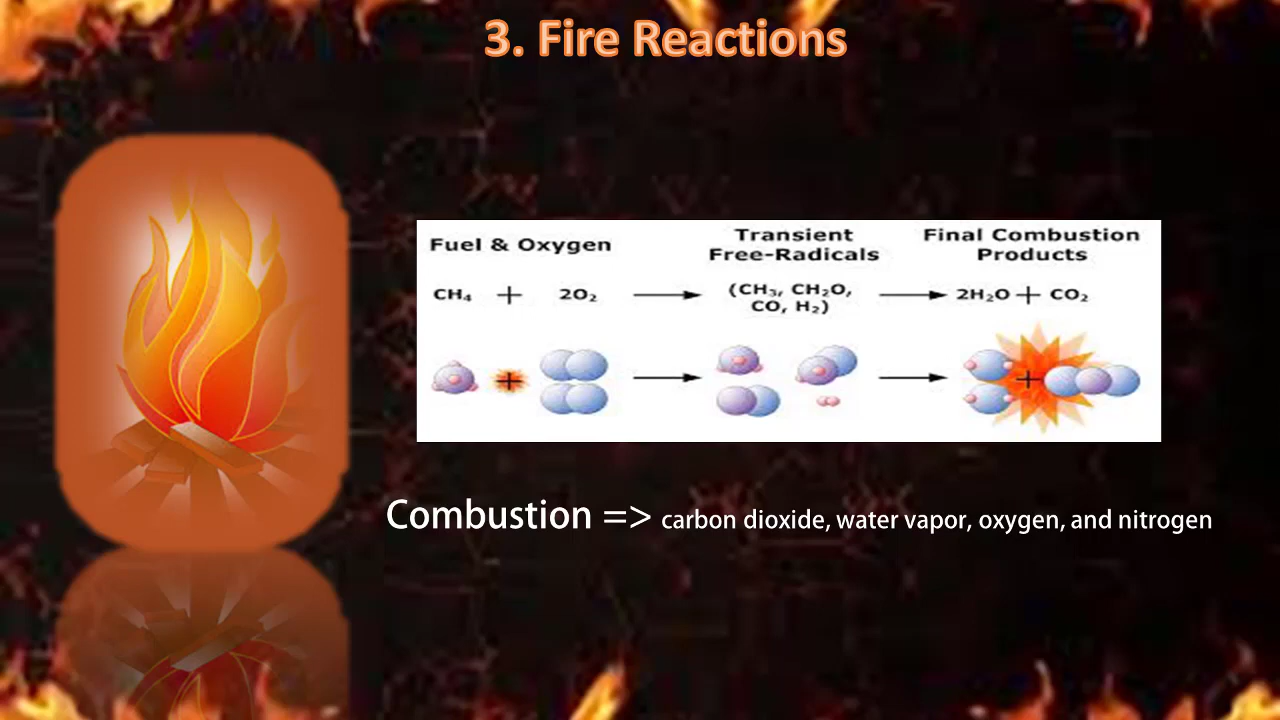 3. Fire Reactions
Fuel & Oxygen
Transient
Free-Radicals
Final Combustion
Products
CH₄ + 2O₂ → (CH₃, CH₂O,
CO, H₂) → 2H₂O + CO₂
+ → → +
Combustion => carbon dioxide, water vapor, oxygen, and nitrogen